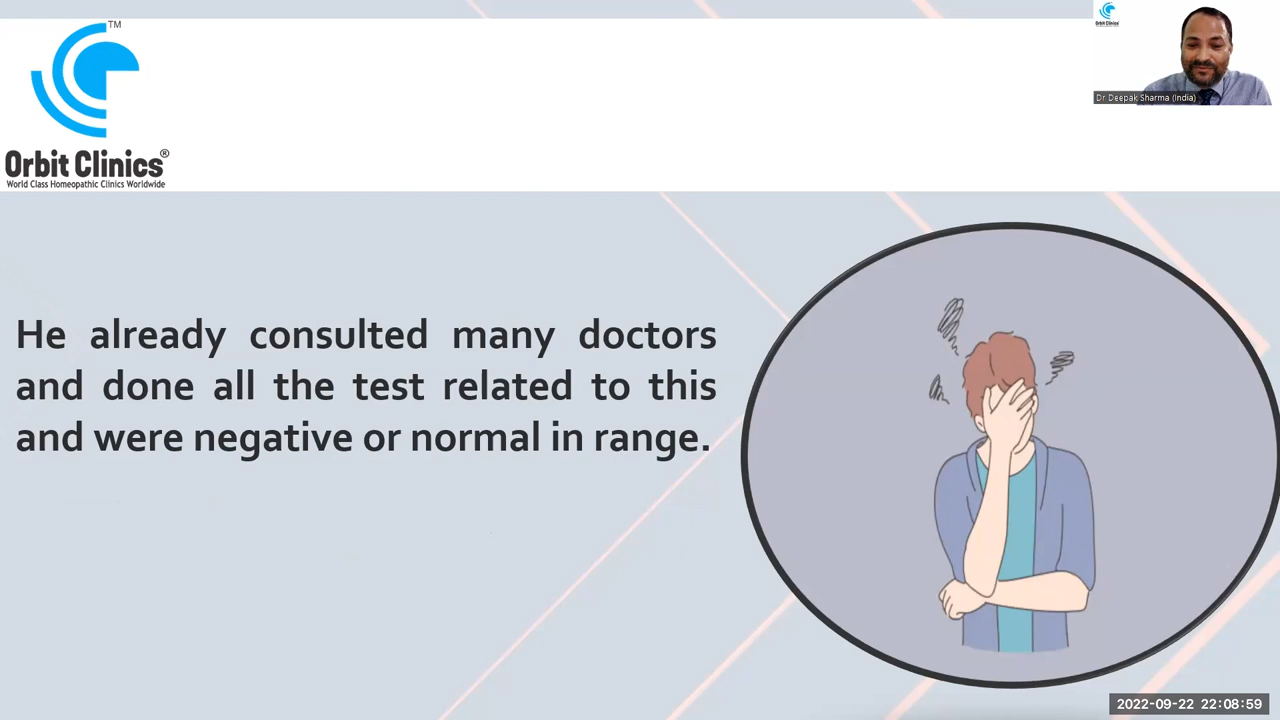 TM
Orbit Clinics®
World Class Homeopathic Clinics Worldwide
Orbit Clinics
Dr Deepak Sharma (India)
He already consulted many doctors
and done all the test related to this
and were negative or normal in range.
2022-09-22 22:08:59